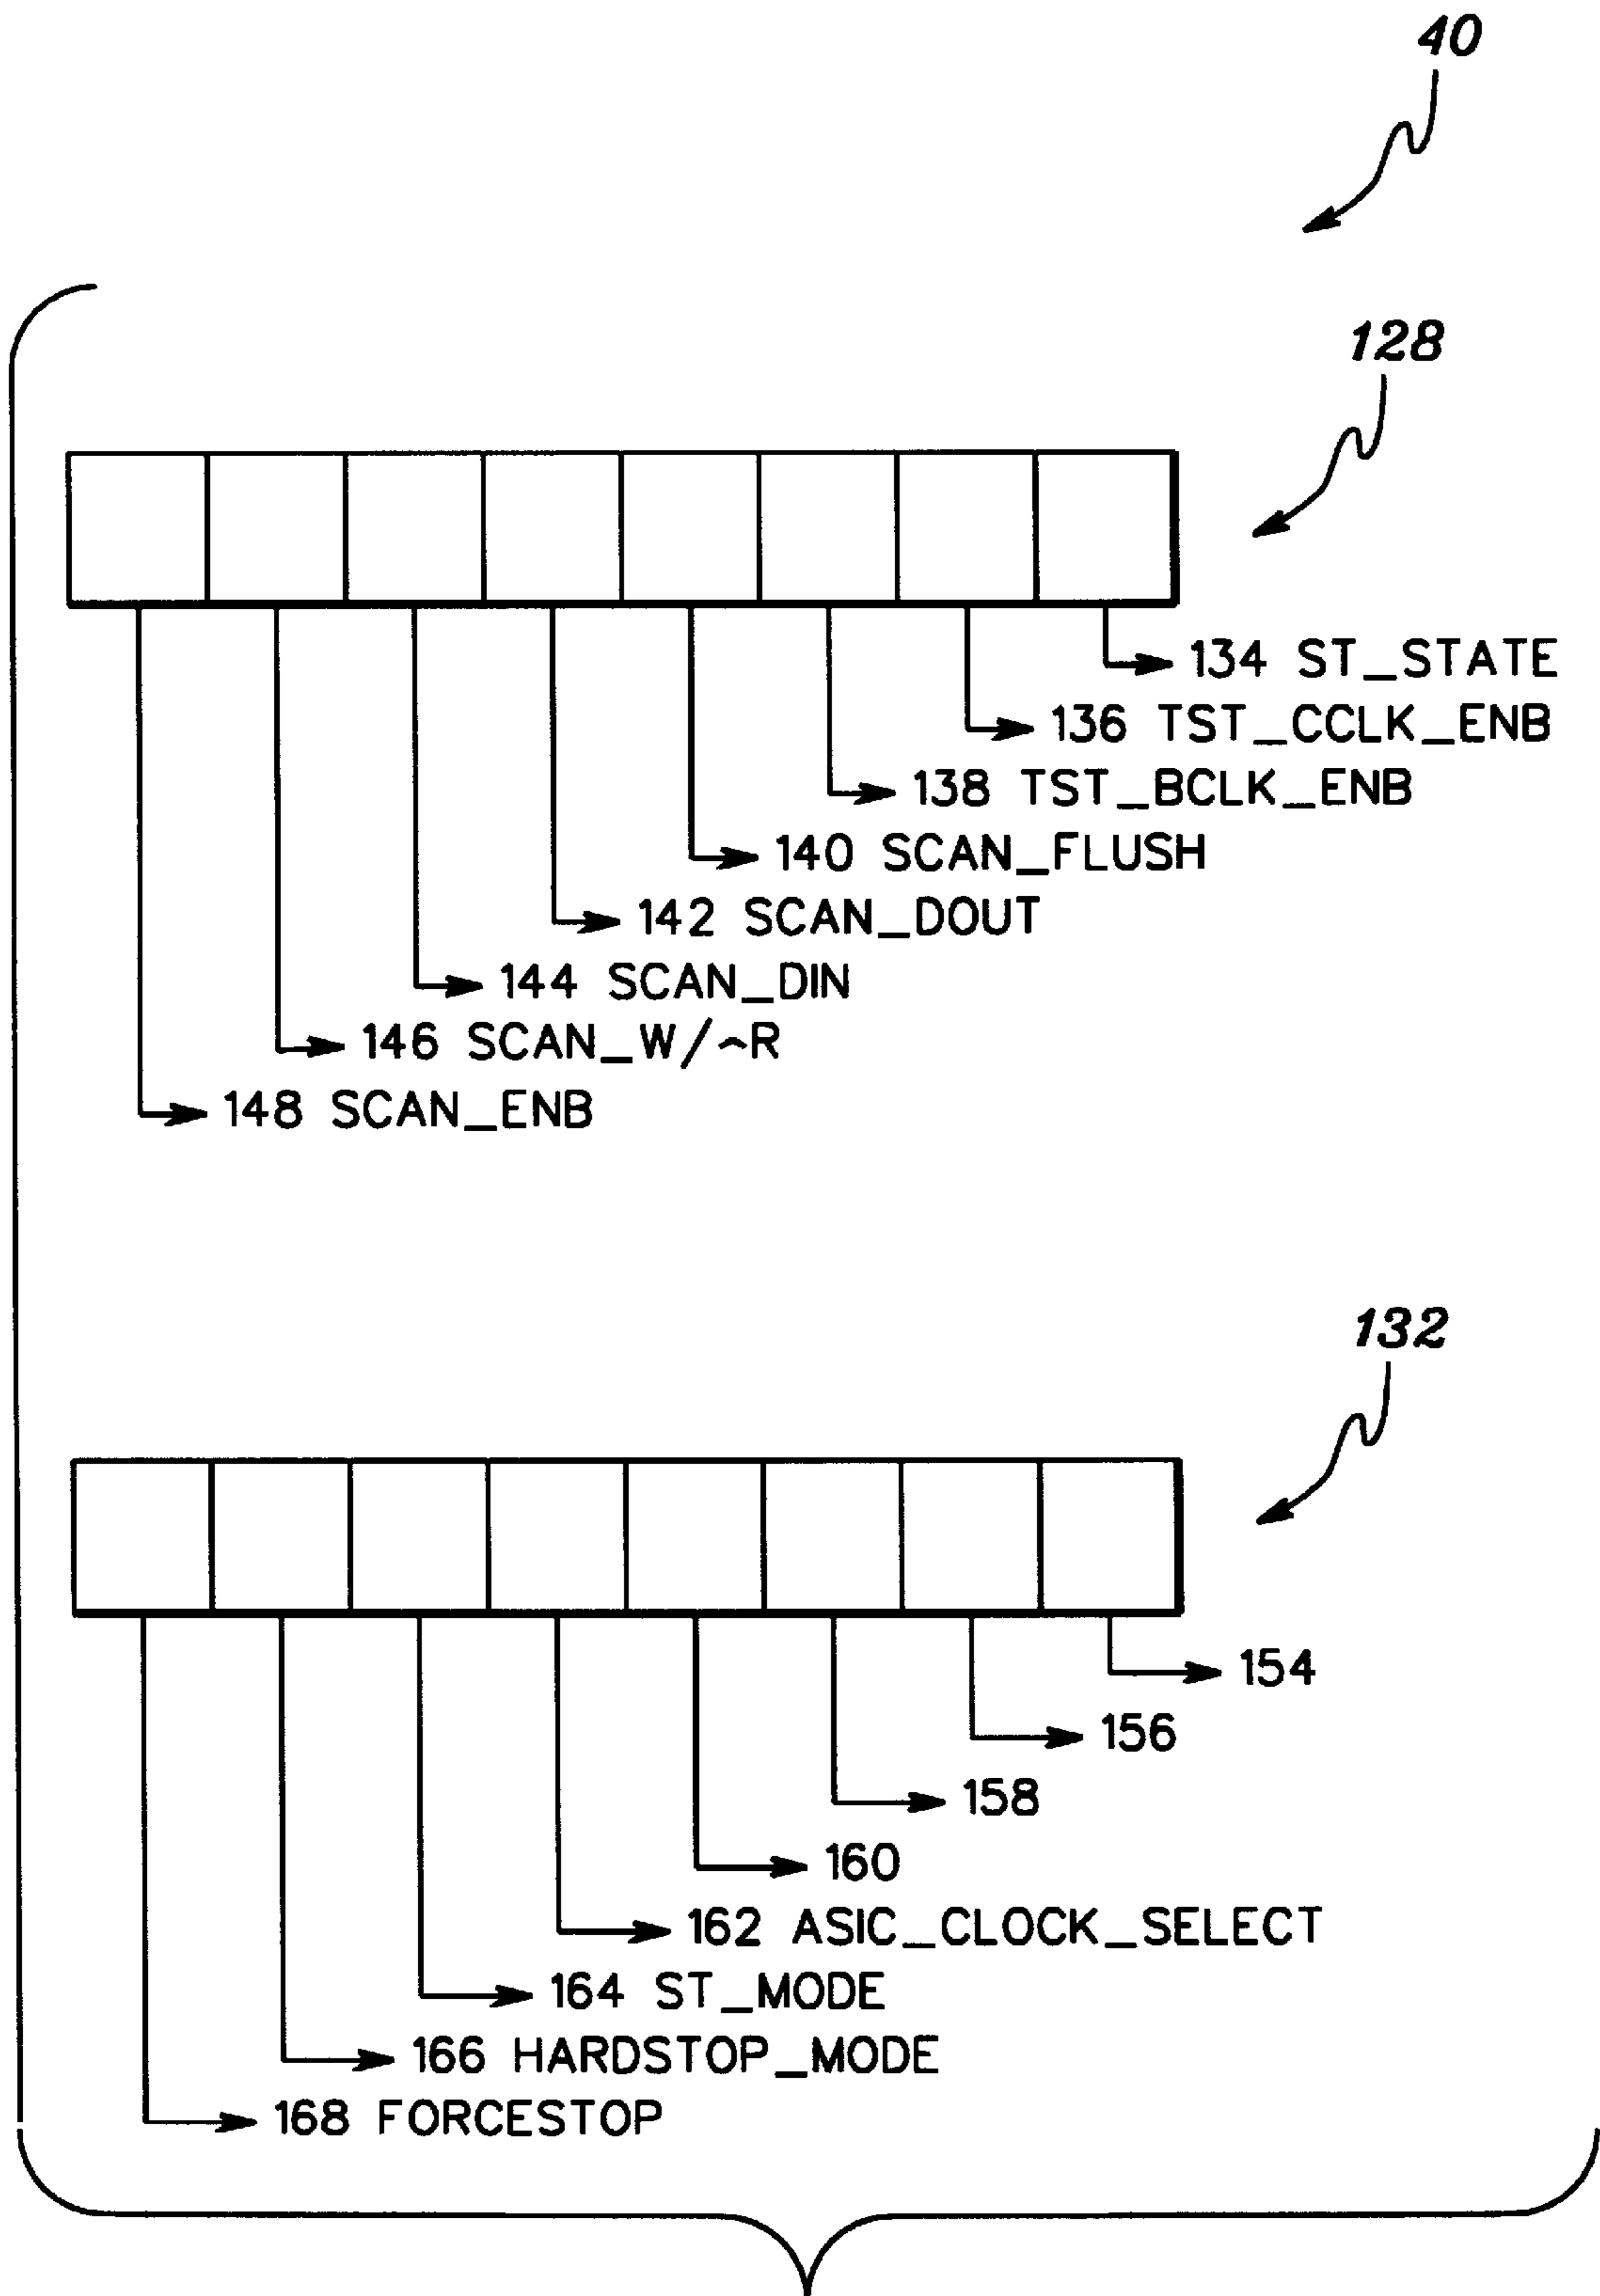 40
128
134 ST_STATE
136 TST_CCLK_ENB
138 TST_BCLK_ENB
140 SCAN_FLUSH
142 SCAN_DOUT
144 SCAN_DIN
146 SCAN_W/~R
148 SCAN_ENB
132
154
156
158
160
162 ASIC_CLOCK_SELECT
164 ST_MODE
166 HARDSTOP_MODE
168 FORCESTOP